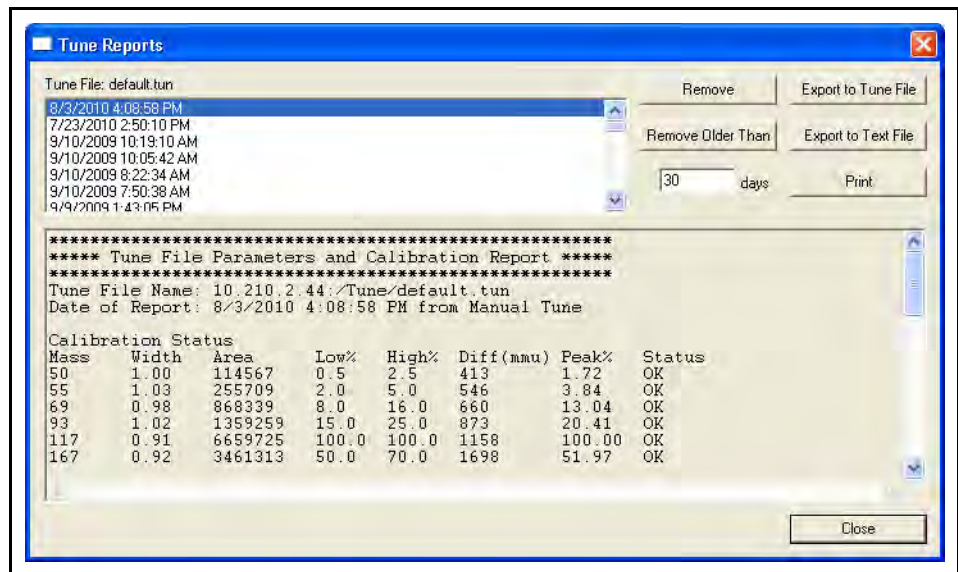 Tune Reports
Tune File: default.tun
8/3/2010 4:08:58 PM
7/23/2010 2:50:10 PM
9/10/2009 10:19:10 AM
9/10/2009 10:05:42 AM
9/10/2009 8:22:34 AM
9/10/2009 7:50:38 AM
9/9/2009 1:43:05 PM
Remove
Export to Tune File
Remove Older Than
Export to Text File
30 days
Print
*******************************************************
***** Tune File Parameters and Calibration Report *****
*******************************************************
Tune File Name: 10.210.2.44:/Tune/default.tun
Date of Report: 8/3/2010 4:08:58 PM from Manual Tune
Calibration Status
Mass Width Area Low% High% Diff(mmu) Peak% Status
50 1.00 114567 0.5 2.5 413 1.72 OK
55 1.03 255709 2.0 5.0 546 3.84 OK
69 0.98 868339 8.0 16.0 660 13.04 OK
93 1.02 1359259 15.0 25.0 873 20.41 OK
117 0.91 6659725 100.0 100.0 1158 100.00 OK
167 0.92 3461313 50.0 70.0 1698 51.97 OK
Close